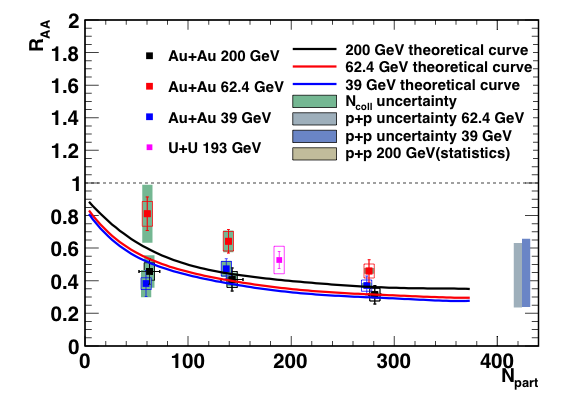 R_AA
2
1.8
1.6
1.4
1.2
1
0.8
0.6
0.4
0.2
0
Au+Au 200 GeV
Au+Au 62.4 GeV
Au+Au 39 GeV
U+U 193 GeV
200 GeV theoretical curve
62.4 GeV theoretical curve
39 GeV theoretical curve
N_coll uncertainty
p+p uncertainty 62.4 GeV
p+p uncertainty 39 GeV
p+p 200 GeV(statistics)
0 100 200 300 400
N_part